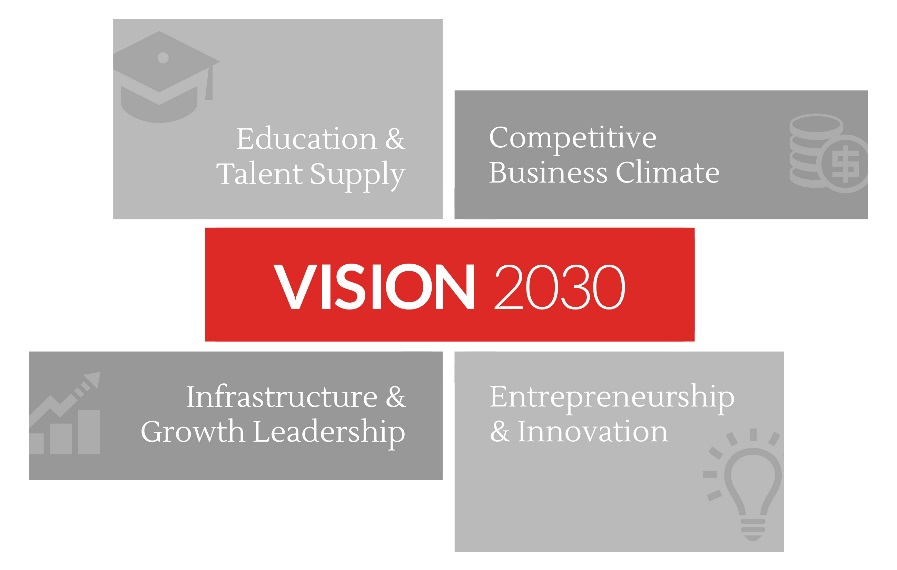 Education &
Talent Supply
Competitive
Business Climate
VISION 2030
Infrastructure &
Growth Leadership
Entrepreneurship
& Innovation